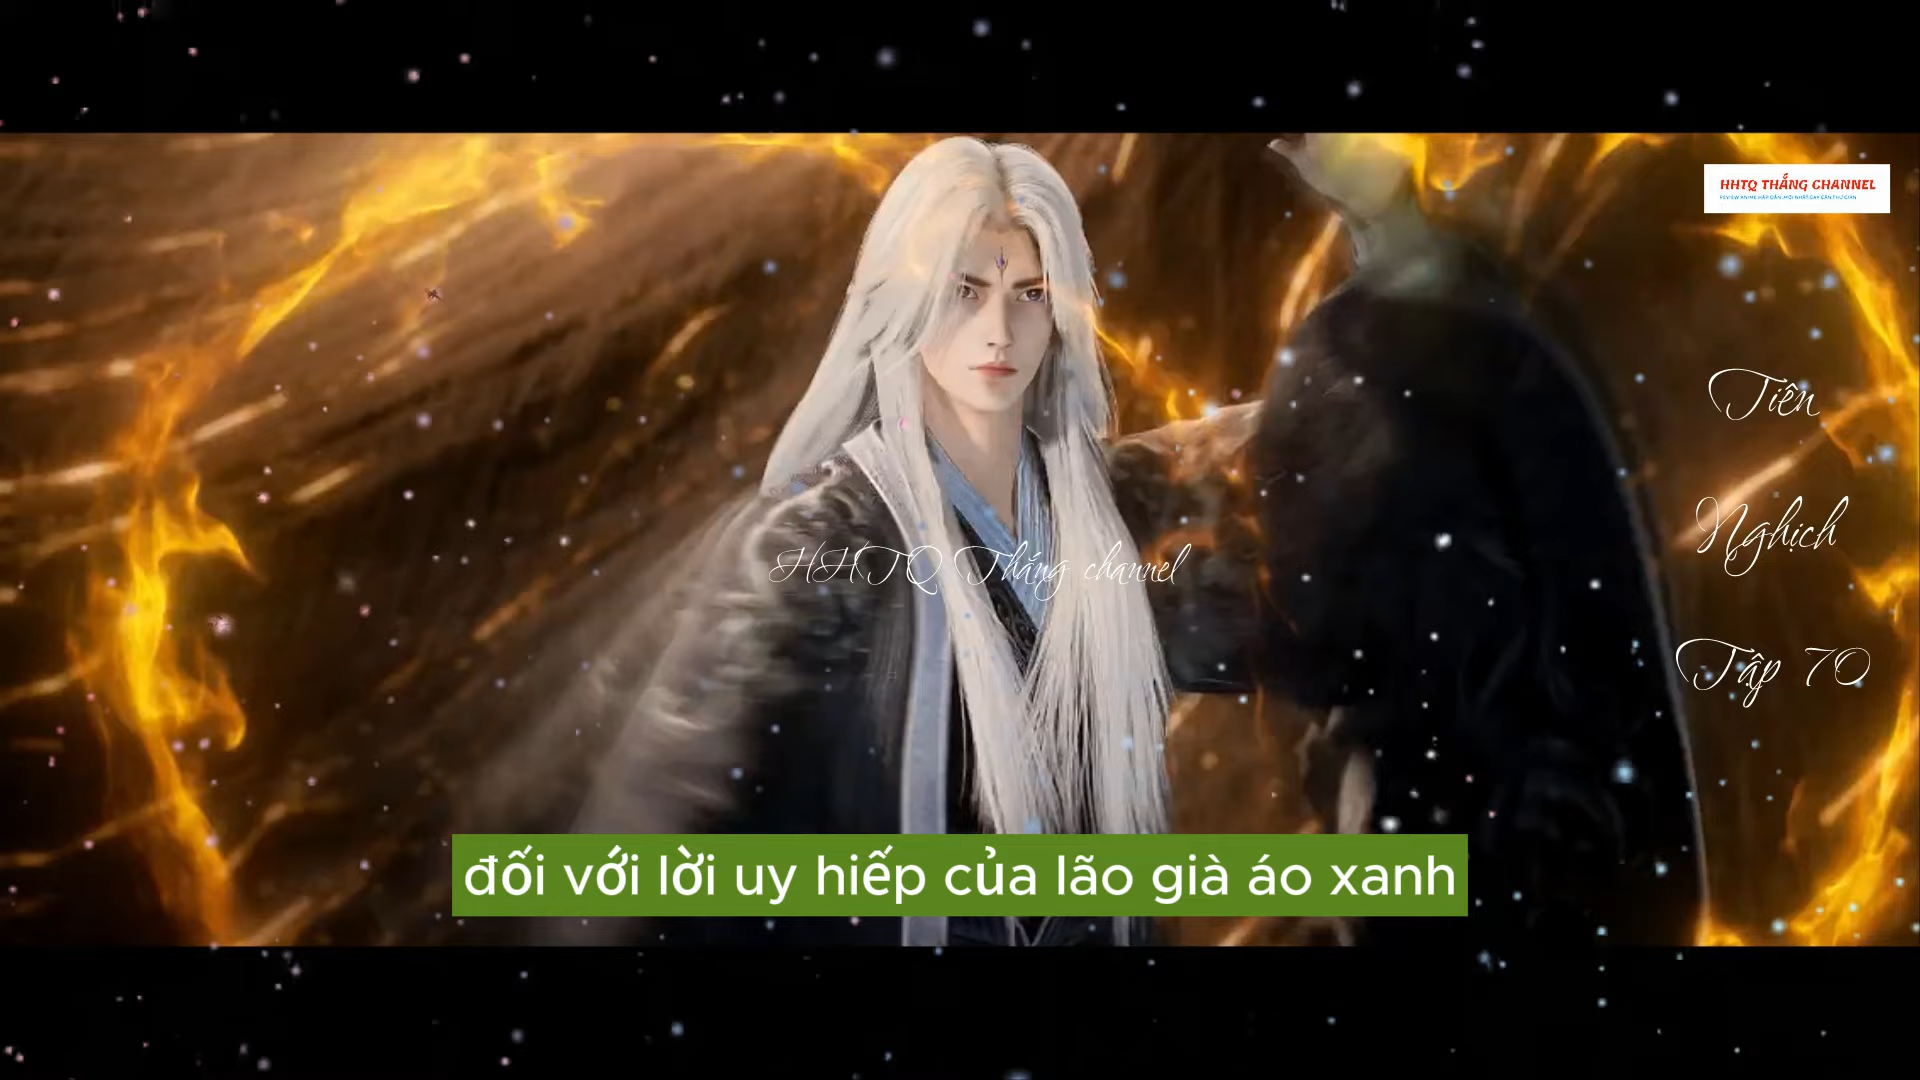 HHTQ THẮNG CHANNEL
Tiên
Nghịch
HHTQ Thắng channel
Tập 70
đối với lời uy hiếp của lão già áo xanh